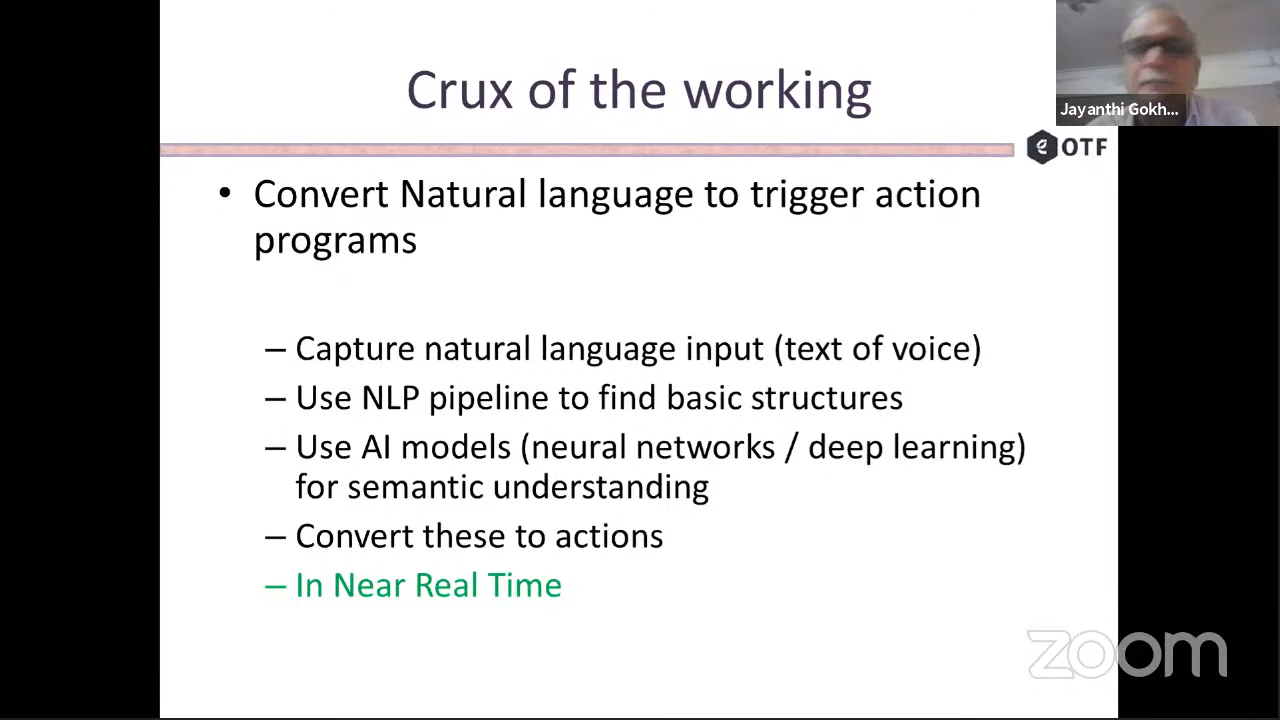 Crux of the working
Jayanthi Gokh...
OTF
• Convert Natural language to trigger action
programs
– Capture natural language input (text of voice)
– Use NLP pipeline to find basic structures
– Use AI models (neural networks / deep learning)
for semantic understanding
– Convert these to actions
– In Near Real Time
zoom